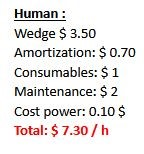 Human :
Wedge $ 3.50
Amortization: $ 0.70
Consumables: $ 1
Maintenance: $ 2
Cost power: 0.10 $
Total: $ 7.30 / h